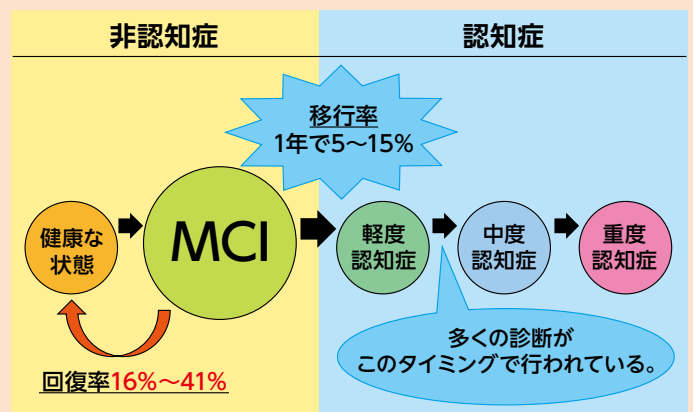 非認知症
認知症
移行率
1年で5〜15%
健康な
状態
MCI
軽度
認知症
中度
認知症
重度
認知症
多くの診断が
このタイミングで行われている。
回復率16%〜41%